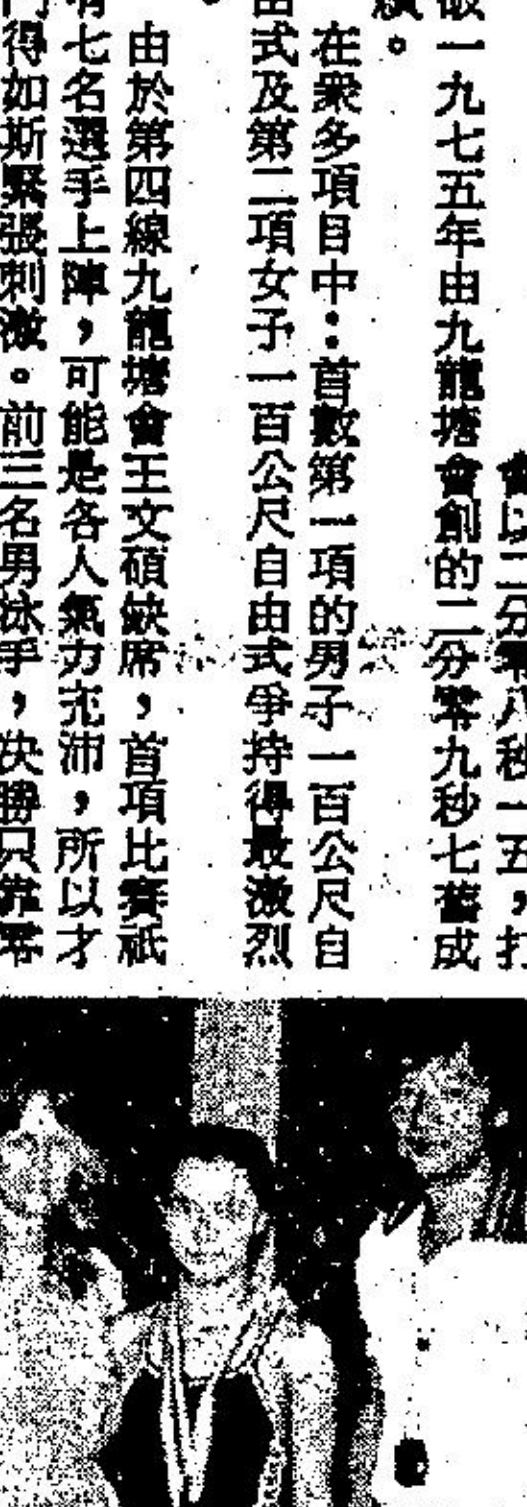 會以二分零八秒一五,打
破一九七五年由九龍塘會創的二分零九秒七舊成
績。
在衆多項目中:首數第一項的男子一百公尺自
由式及第二項女子一百公尺自由式爭持得最激烈
。
由於第四線九龍塘會王文碩缺席,首項比賽祇
有七名選手上陣,可能是各人氣力充沛,所以才
鬥得如斯緊張刺激。前三名男泳手,決勝只靠零